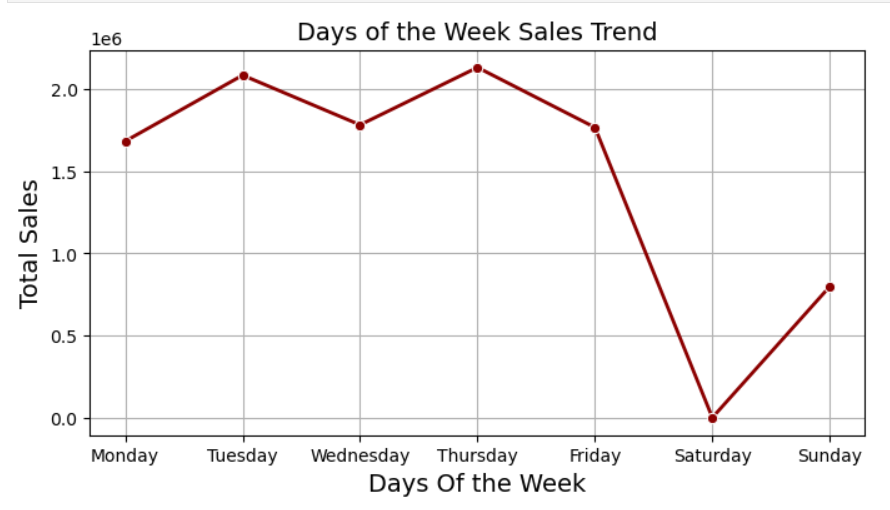 Days of the Week Sales Trend
1e6
2.0
1.5
1.0
0.5
0.0
Total Sales
Monday Tuesday Wednesday Thursday Friday Saturday Sunday
Days Of the Week